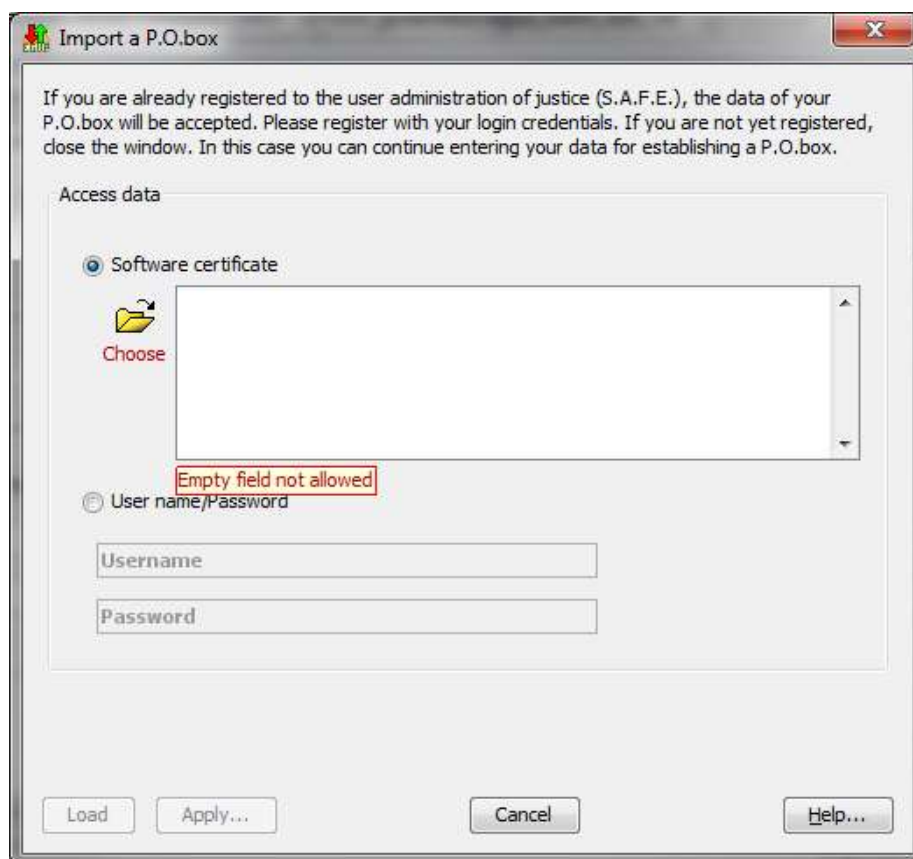 Import a P.O.box
If you are already registered to the user administration of justice (S.A.F.E.), the data of your
P.O.box will be accepted. Please register with your login credentials. If you are not yet registered,
close the window. In this case you can continue entering your data for establishing a P.O.box.
Access data
Software certificate
Choose
Empty field not allowed
User name/Password
Username
Password
Load Apply... Cancel Help...